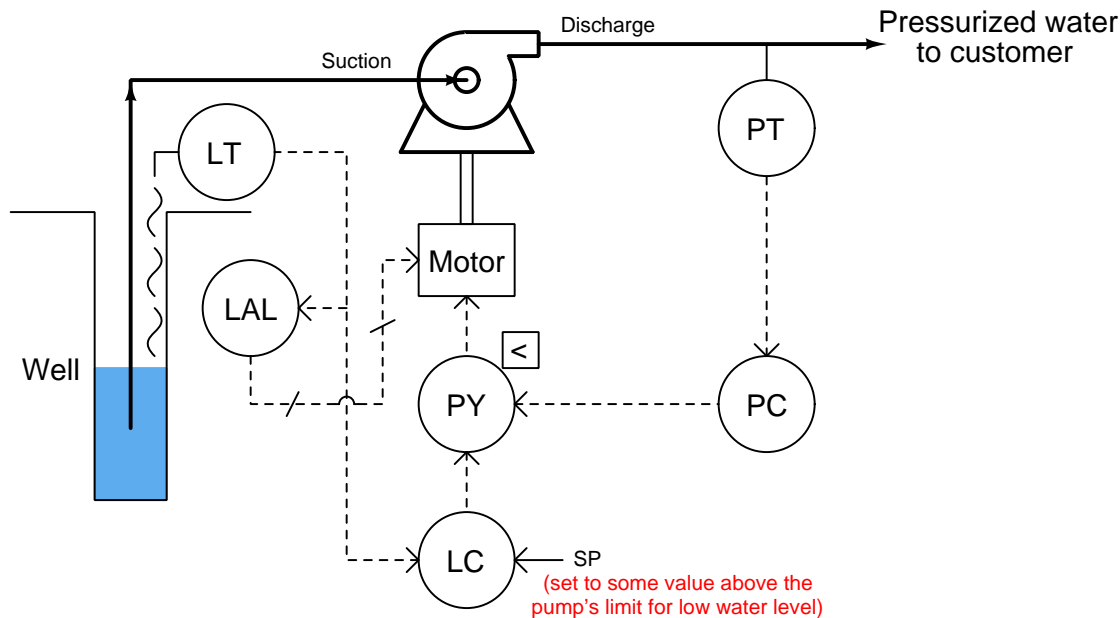 Discharge
Pressurized water
to customer
Suction
PT
LT
Motor
LAL
<
Well
PY
PC
LC
SP
(set to some value above the
pump's limit for low water level)